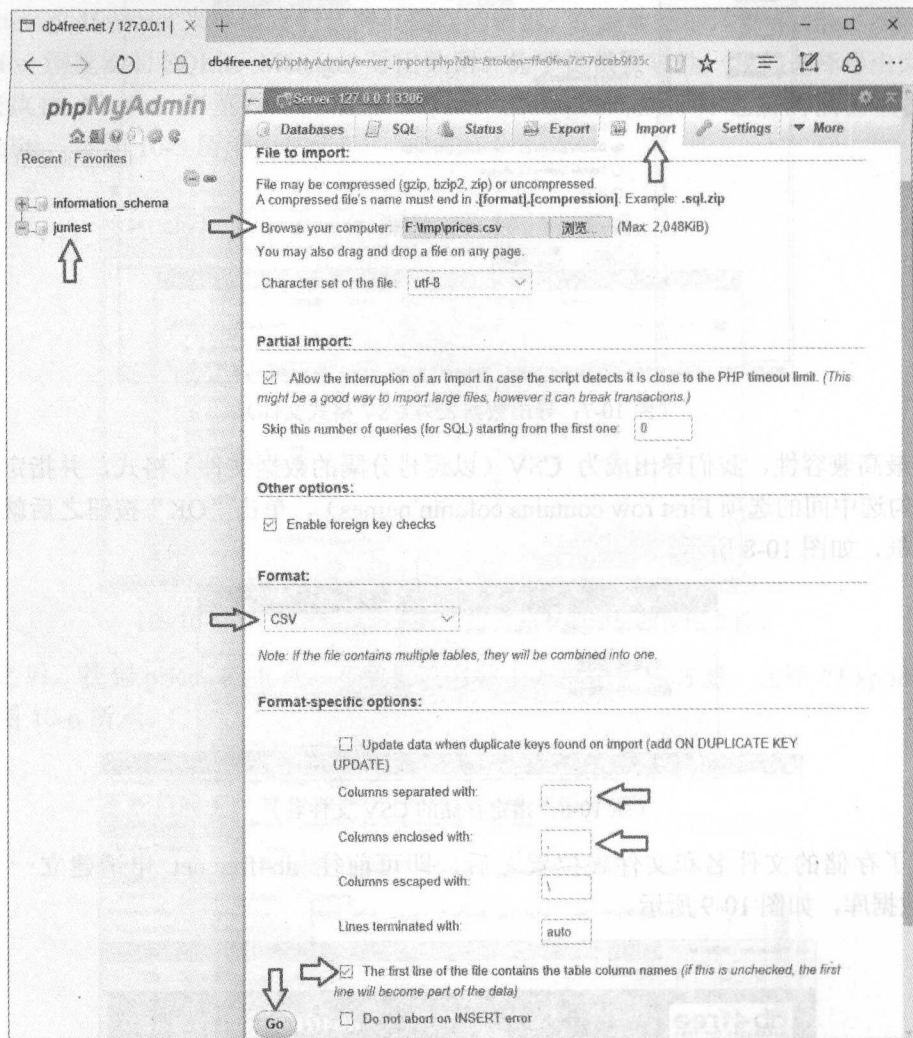 db4free.net / 127.0.0.1 |
db4free.net/phpMyAdmin/server_import.php?db=&token=ffe0fea7c57dceb9f35c
phpMyAdmin
Recent Favorites
information_schema
juntest
Server: 127.0.0.1:3306
Databases SQL Status Export Import Settings More
File to import:
File may be compressed (gzip, bzip2, zip) or uncompressed.
A compressed file's name must end in .[format].[compression]. Example: .sql.zip
Browse your computer: F:\tmp\prices.csv 浏览... (Max: 2,048KiB)
You may also drag and drop a file on any page.
Character set of the file: utf-8
Partial import:
Allow the interruption of an import in case the script detects it is close to the PHP timeout limit. (This
might be a good way to import large files, however it can break transactions.)
Skip this number of queries (for SQL) starting from the first one: 0
Other options:
Enable foreign key checks
Format:
CSV
Note: If the file contains multiple tables, they will be combined into one.
Format-specific options:
Update data when duplicate keys found on import (add ON DUPLICATE KEY
UPDATE)
Columns separated with:
Columns enclosed with:
Columns escaped with: \
Lines terminated with: auto
The first line of the file contains the table column names (if this is unchecked, the first
line will become part of the data)
Go
Do not abort on INSERT error